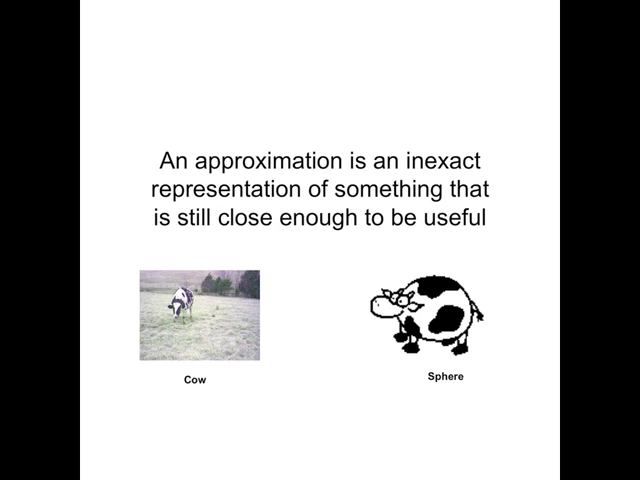 An approximation is an inexact
representation of something that
is still close enough to be useful
Cow
Sphere